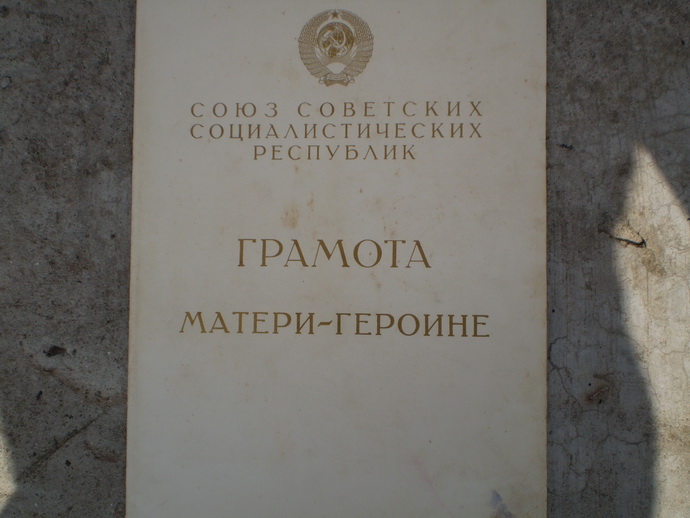 СОЮЗ СОВЕТСКИХ
СОЦИАЛИСТИЧЕСКИХ
РЕСПУБЛИК
ГРАМОТА
МАТЕРИ-ГЕРОИНЕ